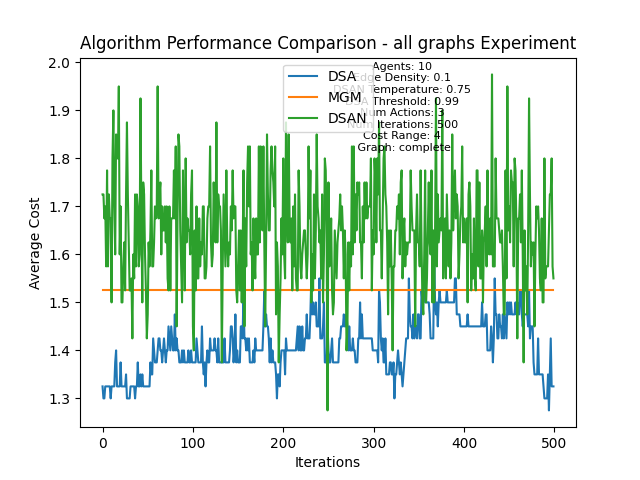 Algorithm Performance Comparison - all graphs Experiment
Average Cost
2.0
1.9
1.8
1.7
1.6
1.5
1.4
1.3
DSA
MGM
DSAN
Agents: 10
Edge Density: 0.1
DSAN Temperature: 0.75
DSA Threshold: 0.99
Num Actions: 3
Num Iterations: 500
Cost Range: 4
Graph: complete
0 100 200 300 400 500
Iterations